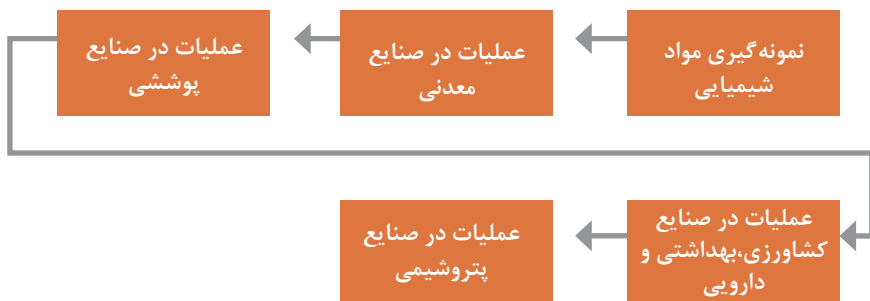 نمونه‌گیری مواد
شیمیایی
عملیات در صنایع
معدنی
عملیات در صنایع
پوششی
عملیات در صنایع
کشاورزی،بهداشتی و
دارویی
عملیات در صنایع
پتروشیمی